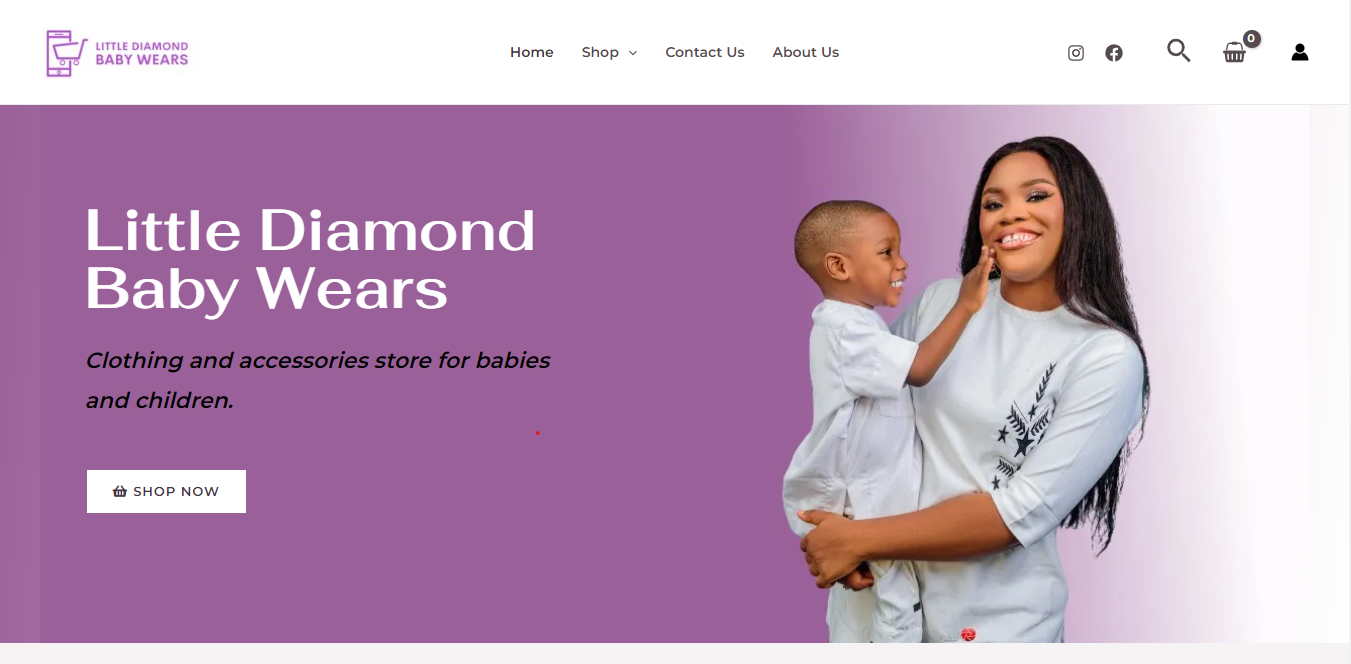 LITTLE DIAMOND
BABY WEARS
Home Shop Contact Us About Us
0
Little Diamond
Baby Wears
Clothing and accessories store for babies
and children.
SHOP NOW